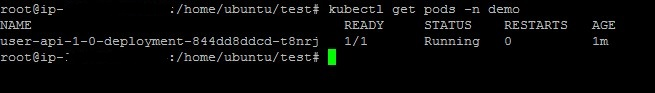 root@ip- :/home/ubuntu/test# kubectl get pods -n demo
NAME READY STATUS RESTARTS AGE
user-api-1-0-deployment-844dd8ddcd-t8nrj 1/1 Running 0 1m
root@ip- :/home/ubuntu/test#